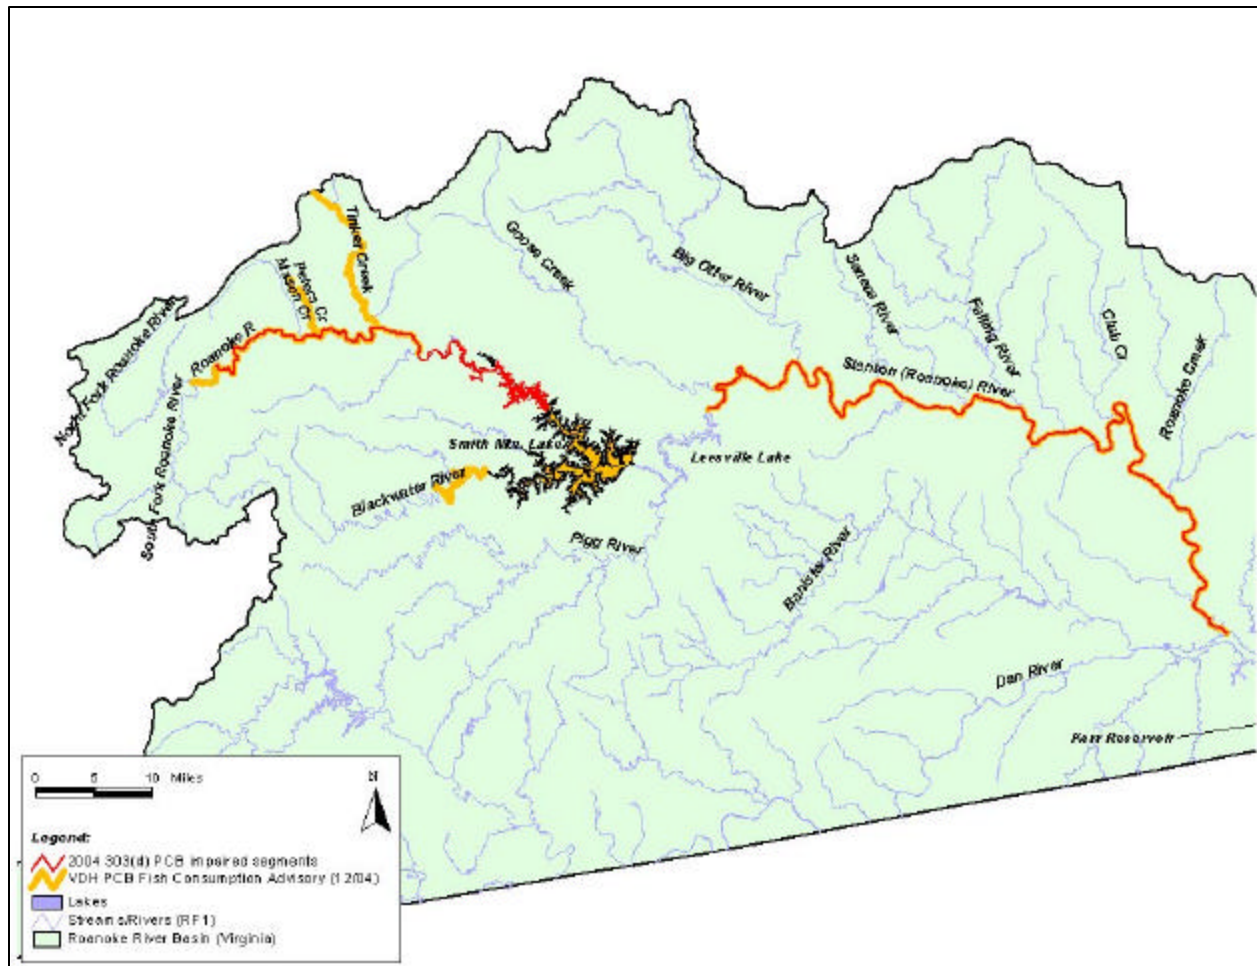 Tinker Creek
Peters Cr
Mason Cr
Goose Creek
Big Otter River
Seneca River
Falling River
Club Cr
Roanoke Creek
North Fork Roanoke River
Roanoke R
South Fork Roanoke River
Stanton (Roanoke) River
Smith Mtn. Lake
Leesville Lake
Blackwater River
Pigg River
Banister River
Dan River
Kerr Reservoir
0 5 10 Miles
N
Legend:
2004 303(d) PCB impaired segments
VDH PCB Fish Consumption Advisory (12/04)
Lakes
Streams/Rivers (RF1)
Roanoke River Basin (Virginia)